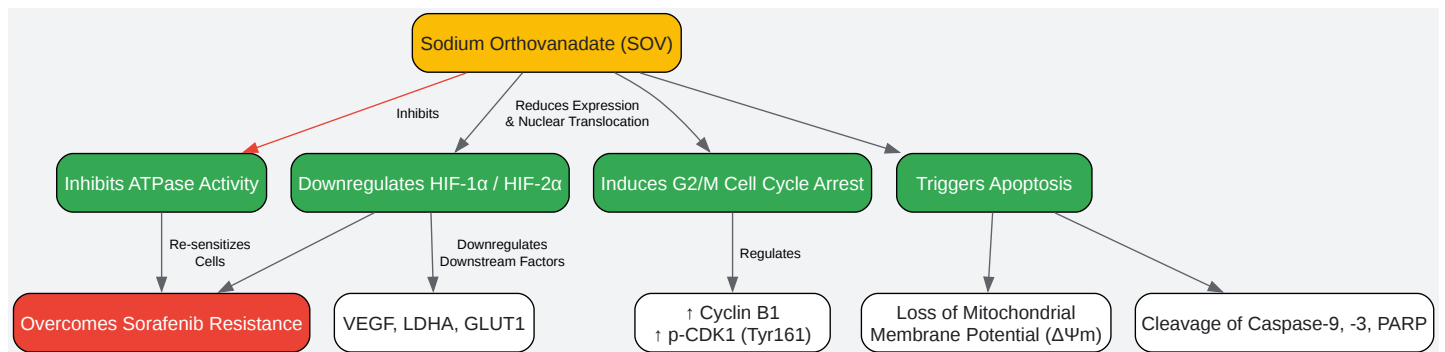 Sodium Orthovanadate (SOV)
Inhibits
Reduces Expression
& Nuclear Translocation
Inhibits ATPase Activity
Downregulates HIF-1α / HIF-2α
Induces G2/M Cell Cycle Arrest
Triggers Apoptosis
Re-sensitizes
Cells
Downregulates
Downstream Factors
Regulates
Overcomes Sorafenib Resistance
VEGF, LDHA, GLUT1
↑ Cyclin B1
↑ p-CDK1 (Tyr161)
Loss of Mitochondrial
Membrane Potential (ΔΨm)
Cleavage of Caspase-9, -3, PARP